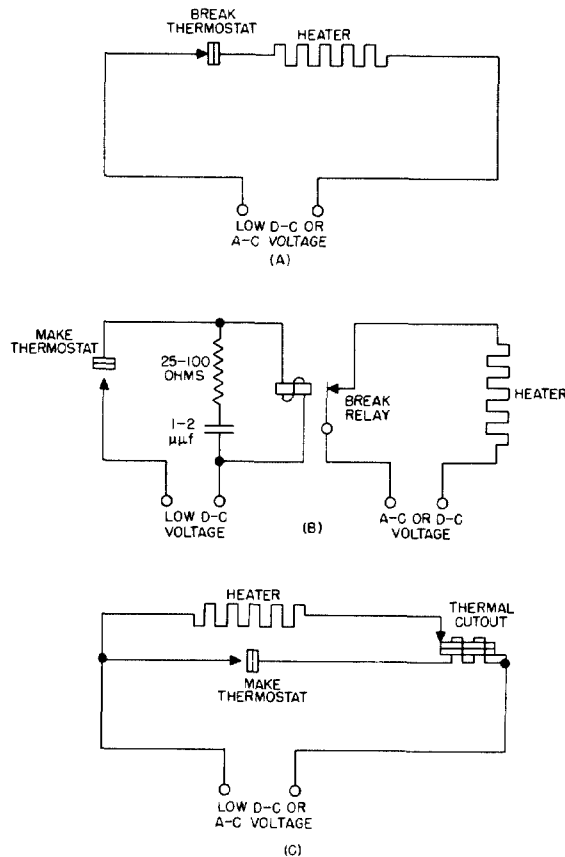 BREAK
THERMOSTAT
HEATER
LOW D-C OR
A-C VOLTAGE
(A)
MAKE
THERMOSTAT
25-100
OHMS
1-2
μμf
BREAK
RELAY
HEATER
LOW D-C
VOLTAGE
(B)
A-C OR D-C
VOLTAGE
HEATER
THERMAL
CUTOUT
MAKE
THERMOSTAT
LOW D-C OR
A-C VOLTAGE
(C)